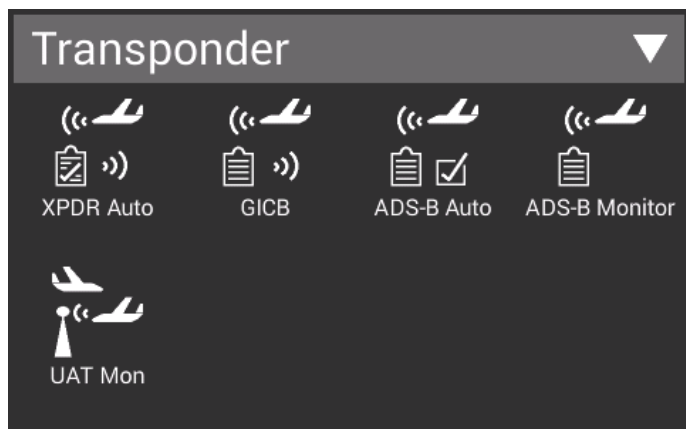 Transponder
XPDR Auto
GICB
ADS-B Auto
ADS-B Monitor
UAT Mon